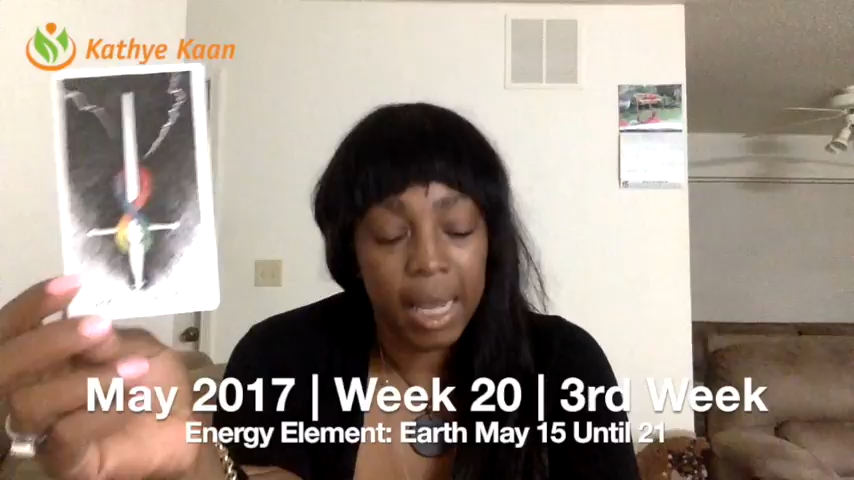 Kathye Kaan
May 2017 | Week 20 | 3rd Week
Energy Element: Earth May 15 Until 21